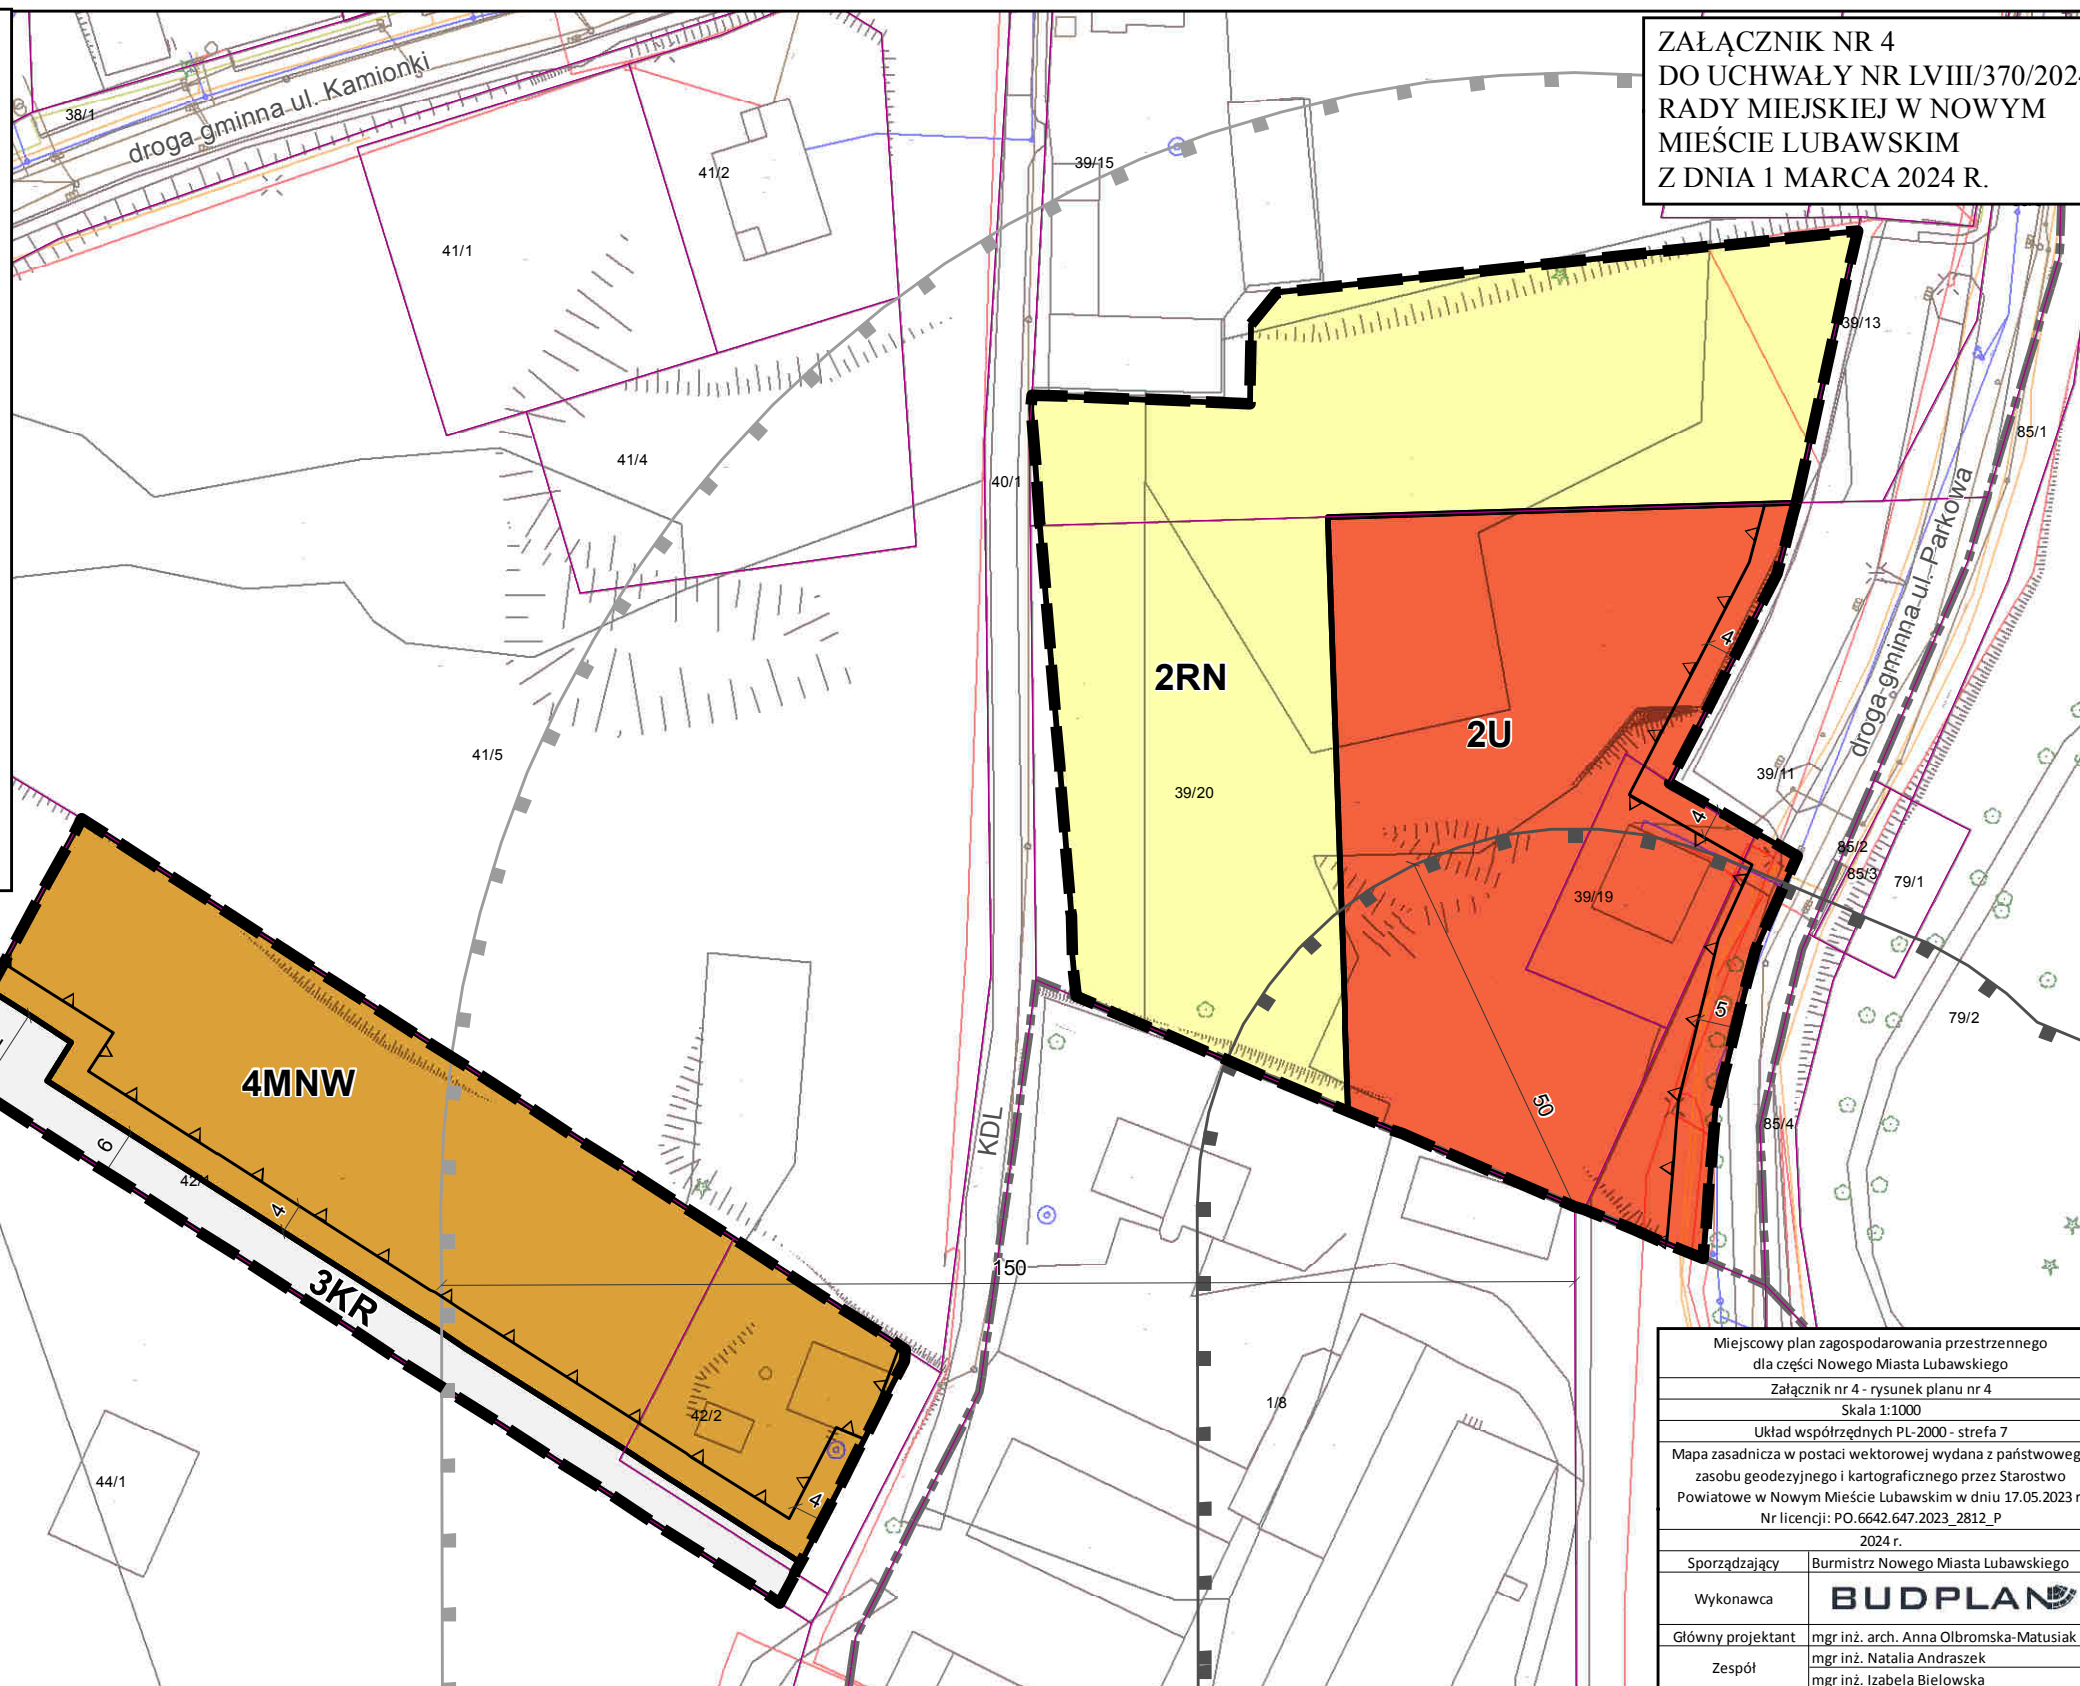 ZAŁĄCZNIK NR 4
DO UCHWAŁY NR LVIII/370/2024
RADY MIEJSKIEJ W NOWYM
MIEŚCIE LUBAWSKIM
Z DNIA 1 MARCA 2024 R.
38/1
droga gminna ul. Kamionki
41/2
39/15
41/1
39/13
41/4
40/1
85/1
droga gminna ul. Parkowa
4
2RN
2U
41/5
39/11
39/20
4
85/2
85/3
79/1
39/19
5
79/2
4MNW
50
KDL
85/4
6
42/1
4
150
3KR
1/8
42/2
44/1
4
Miejscowy plan zagospodarowania przestrzennego
dla części Nowego Miasta Lubawskiego
Załącznik nr 4 - rysunek planu nr 4
Skala 1:1000
Układ współrzędnych PL-2000 - strefa 7
Mapa zasadnicza w postaci wektorowej wydana z państwoweg
zasobu geodezyjnego i kartograficznego przez Starostwo
Powiatowe w Nowym Mieście Lubawskim w dniu 17.05.2023 r
Nr licencji: PO.6642.647.2023_2812_P
2024 r.
Sporządzający Burmistrz Nowego Miasta Lubawskiego
Wykonawca BUDPLAN
Główny projektant mgr inż. arch. Anna Olbromska-Matusiak
Zespół mgr inż. Natalia Andraszek
mgr inż. Izabela Bielowska